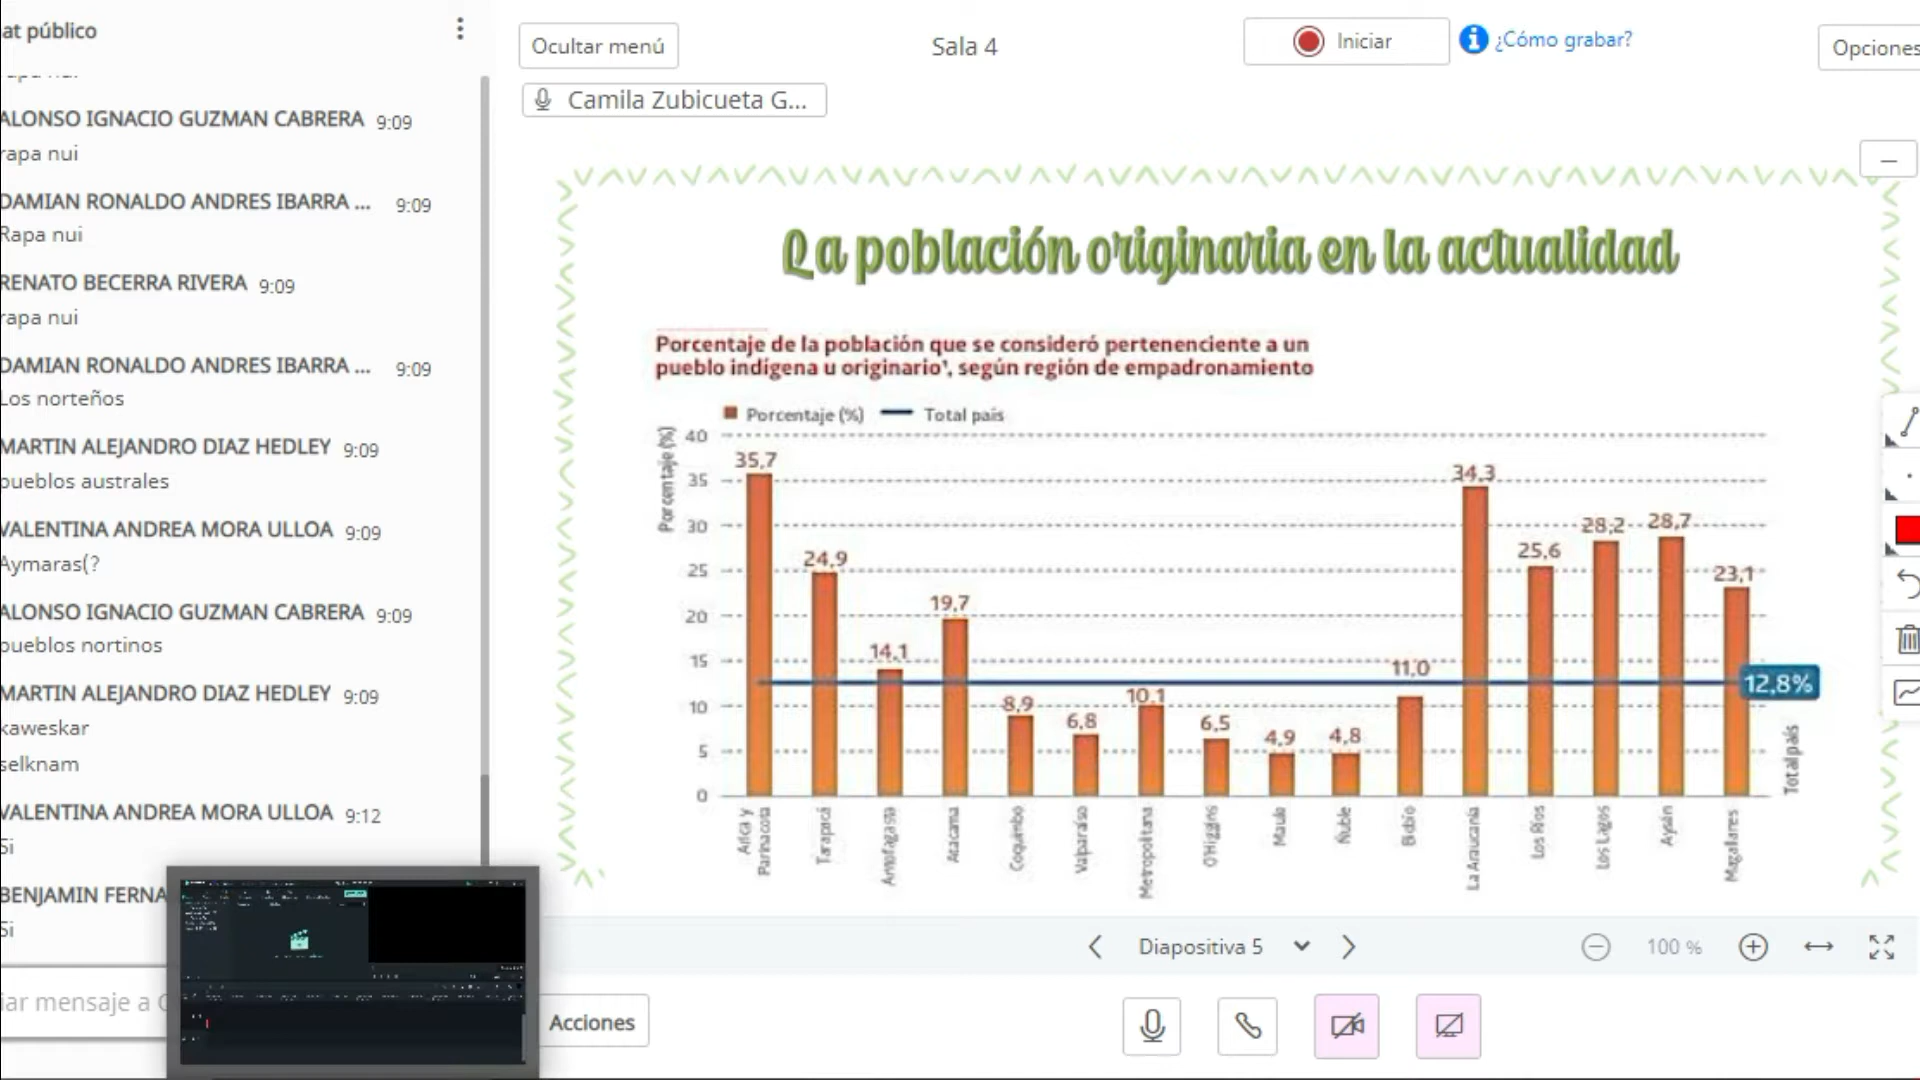 at público
ALONSO IGNACIO GUZMAN CABRERA 9:09
rapa nui
DAMIAN RONALDO ANDRES IBARRA ... 9:09
Rapa nui
RENATO BECERRA RIVERA 9:09
rapa nui
DAMIAN RONALDO ANDRES IBARRA ... 9:09
Los norteños
MARTIN ALEJANDRO DIAZ HEDLEY 9:09
pueblos australes
VALENTINA ANDREA MORA ULLOA 9:09
Aymaras(?
ALONSO IGNACIO GUZMAN CABRERA 9:09
pueblos nortinos
MARTIN ALEJANDRO DIAZ HEDLEY 9:09
kaweskar
selknam
VALENTINA ANDREA MORA ULLOA 9:12
Si
BENJAMIN FERNA
Si
iar mensaje a
Ocultar menú
Sala 4
Iniciar
¿Cómo grabar?
Opciones
Camila Zubicueta G...
La población originaria en la actualidad
Porcentaje de la población que se consideró pertenenciente a un
pueblo indígena u originario¹, según región de empadronamiento
Porcentaje (%) Total país
Porcentaje (%)
40
35
30
25
20
15
10
5
0
35,7
24,9
14,1
19,7
8,9
6,8
10,1
6,5
4,9
4,8
11,0
34,3
25,6
28,2
28,7
23,1
12,8%
Total país
Arica y
Parinacota
Tarapacá
Antofagasta
Atacama
Coquimbo
Valparaíso
Metropolitana
O'Higgins
Maule
Ñuble
Biobío
La Araucanía
Los Ríos
Los Lagos
Aysén
Magallanes
Diapositiva 5
100 %
Acciones